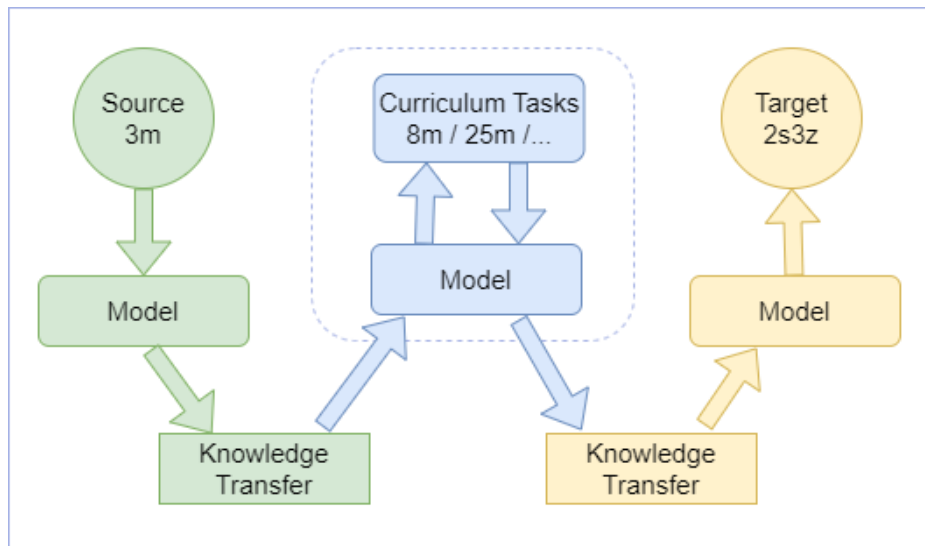 Source
3m
Curriculum Tasks
8m / 25m /...
Target
2s3z
Model
Model
Model
Knowledge
Transfer
Knowledge
Transfer